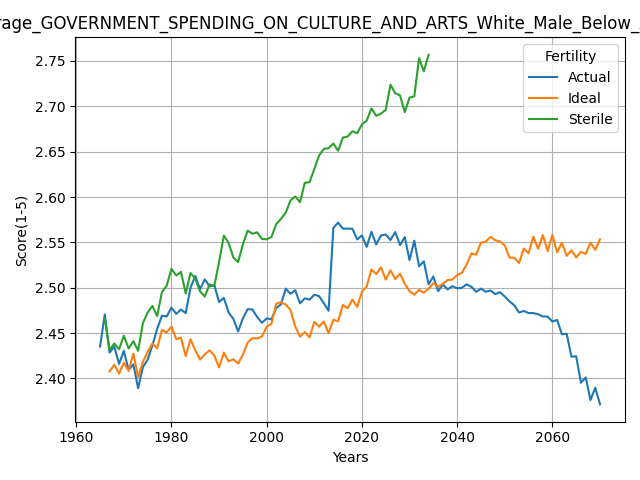 rage_GOVERNMENT_SPENDING_ON_CULTURE_AND_ARTS_White_Male_Below_
Fertility
Actual
Ideal
Sterile
Score(1-5)
2.75
2.70
2.65
2.60
2.55
2.50
2.45
2.40
1960
1980
2000
2020
2040
2060
Years